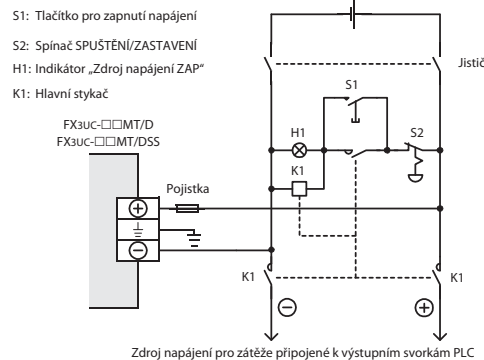 S1: Tlačítko pro zapnutí napájení
S2: Spínač SPUŠTĚNÍ/ZASTAVENÍ
H1: Indikátor „Zdroj napájení ZAP“
K1: Hlavní stykač
Jistič
S1
H1
S2
K1
FX3UC-□□MT/D
FX3UC-□□MT/DSS
Pojistka
K1
K1
Zdroj napájení pro zátěže připojené k výstupním svorkám PLC